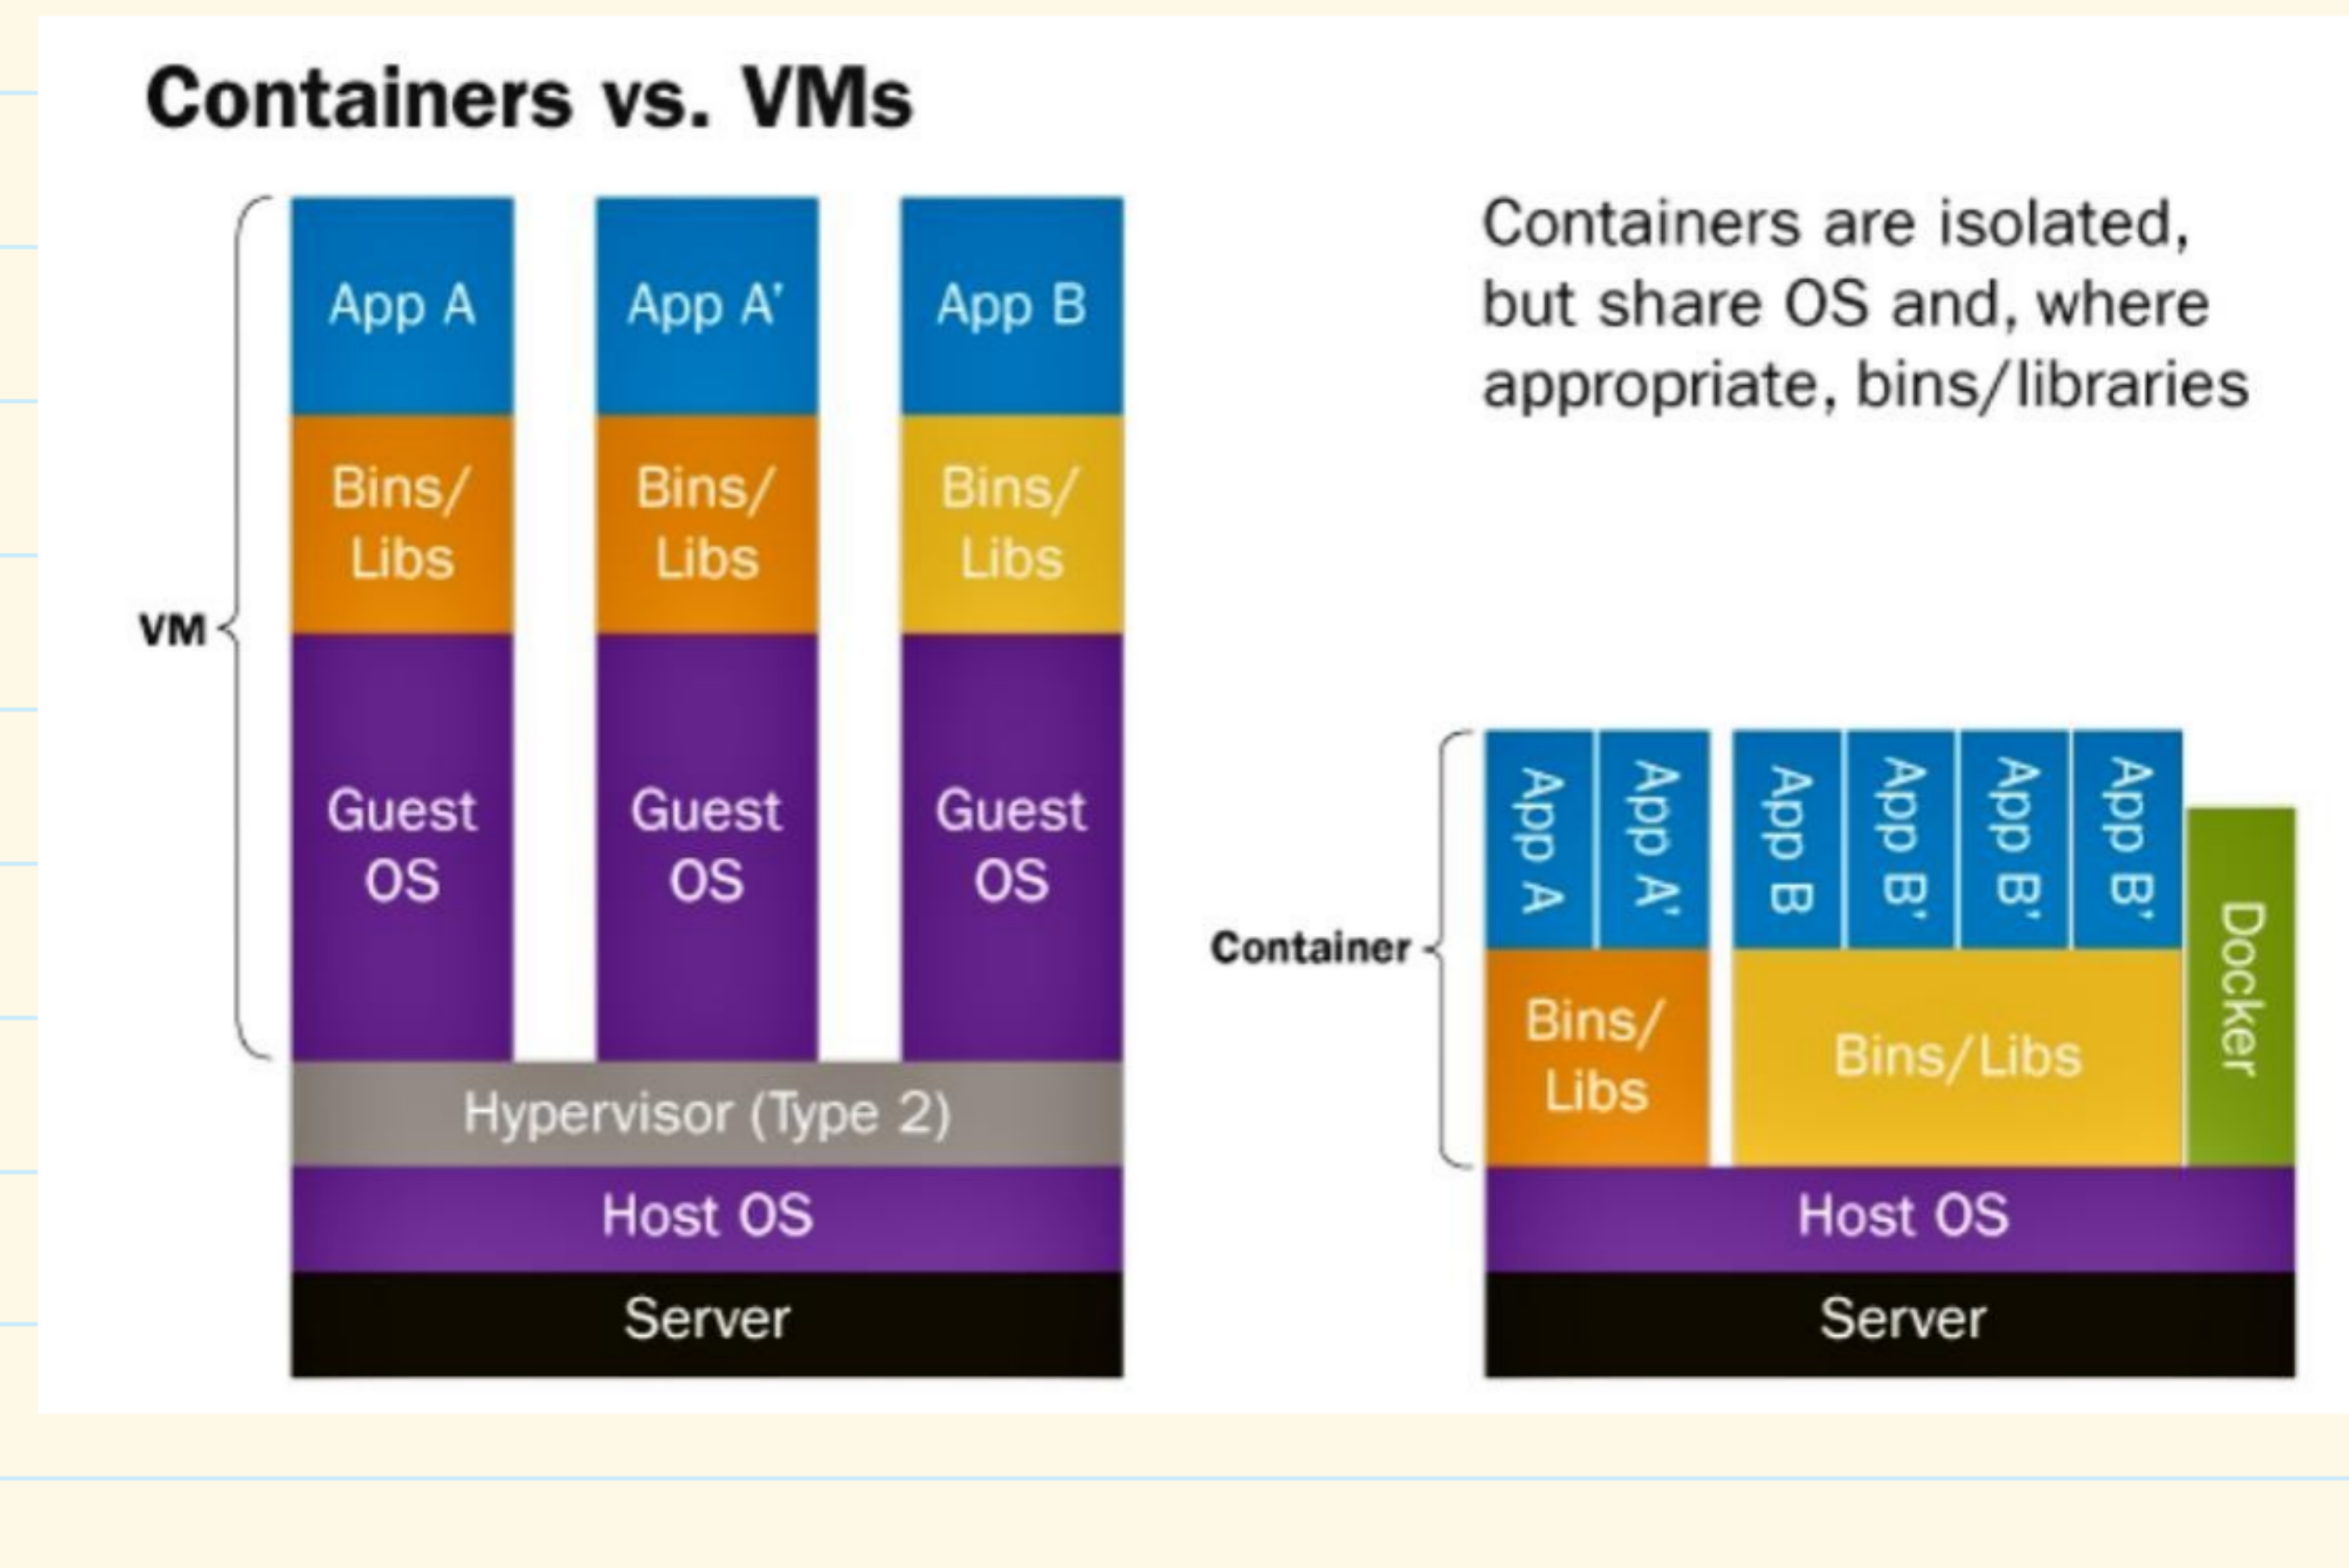 Containers vs. VMs
App A
App A'
App B
Bins/
Libs
Bins/
Libs
Bins/
Libs
VM
Guest
OS
Guest
OS
Guest
OS
Hypervisor (Type 2)
Host OS
Server
Containers are isolated,
but share OS and, where
appropriate, bins/libraries
App A
App A'
App B
App B'
App B'
App B'
Docker
Container
Bins/
Libs
Bins/Libs
Host OS
Server